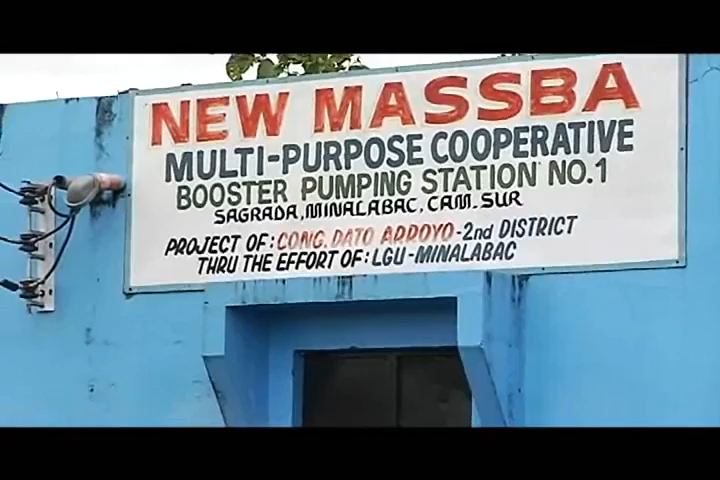 NEW MASSBA
MULTI-PURPOSE COOPERATIVE
BOOSTER PUMPING STATION NO.1
SAGRADA, MINALABAC, CAM. SUR
PROJECT OF: CONG. DATO ARROYO-2nd DISTRICT
THRU THE EFFORT OF: LGU-MINALABAC